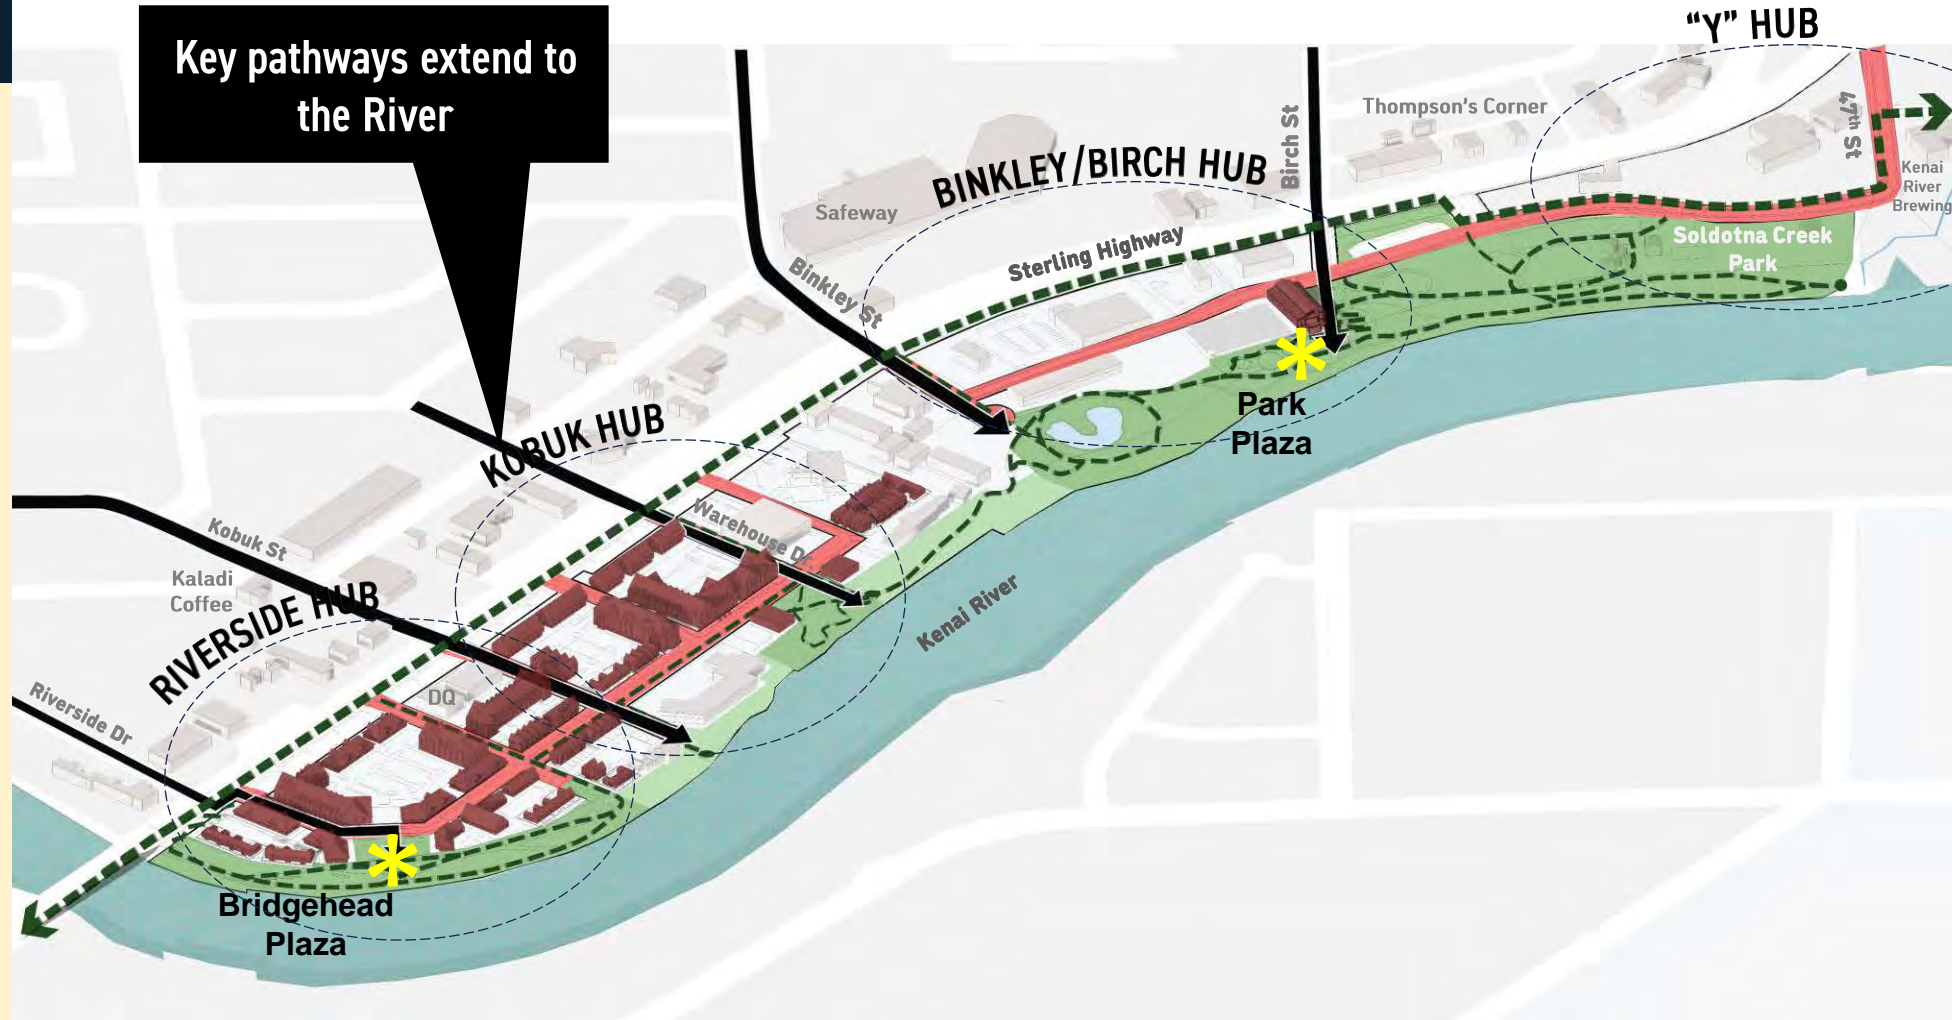 Key pathways extend to
the River
"Y" HUB
Thompson's Corner
47th St
Birch St
BINKLEY/BIRCH HUB
Kenai
River
Brewing
Safeway
Sterling Highway
Soldotna Creek
Park
Binkley St
Park
Plaza
KOBUK HUB
Warehouse Dr.
Kobuk St
Kaladi
Coffee
RIVERSIDE HUB
Kenai River
DQ
Riverside Dr
Bridgehead
Plaza